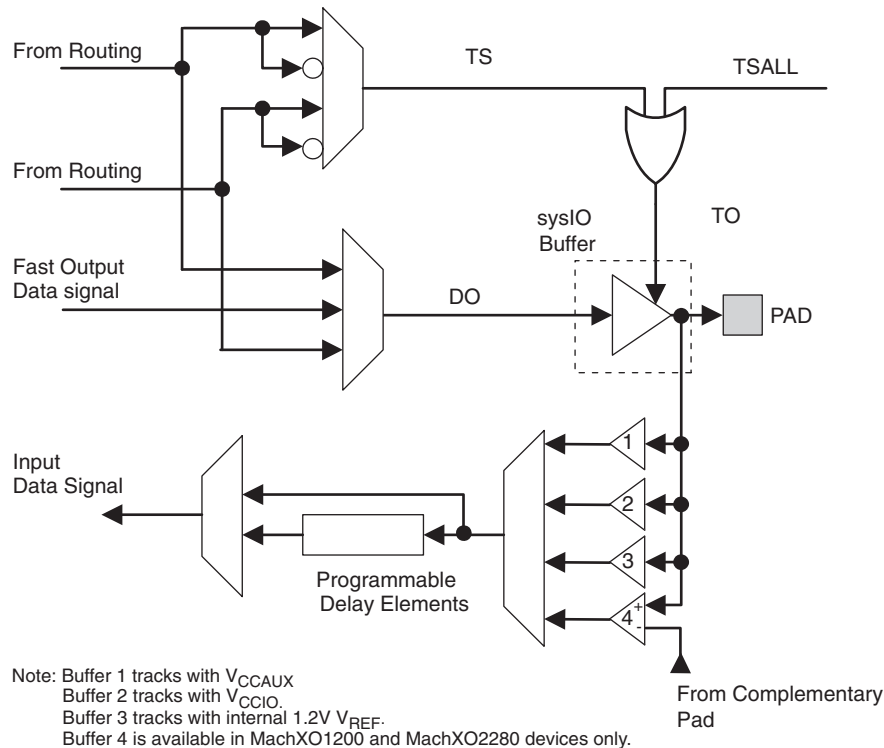 From Routing
TS
TSALL
From Routing
TO
sysIO
Buffer
Fast Output
Data signal
DO
PAD
1
Input
Data Signal
2
3
Programmable
Delay Elements
4
+
-
From Complementary
Pad
Note: Buffer 1 tracks with VCCAUX
Buffer 2 tracks with VCCIO.
Buffer 3 tracks with internal 1.2V VREF.
Buffer 4 is available in MachXO1200 and MachXO2280 devices only.